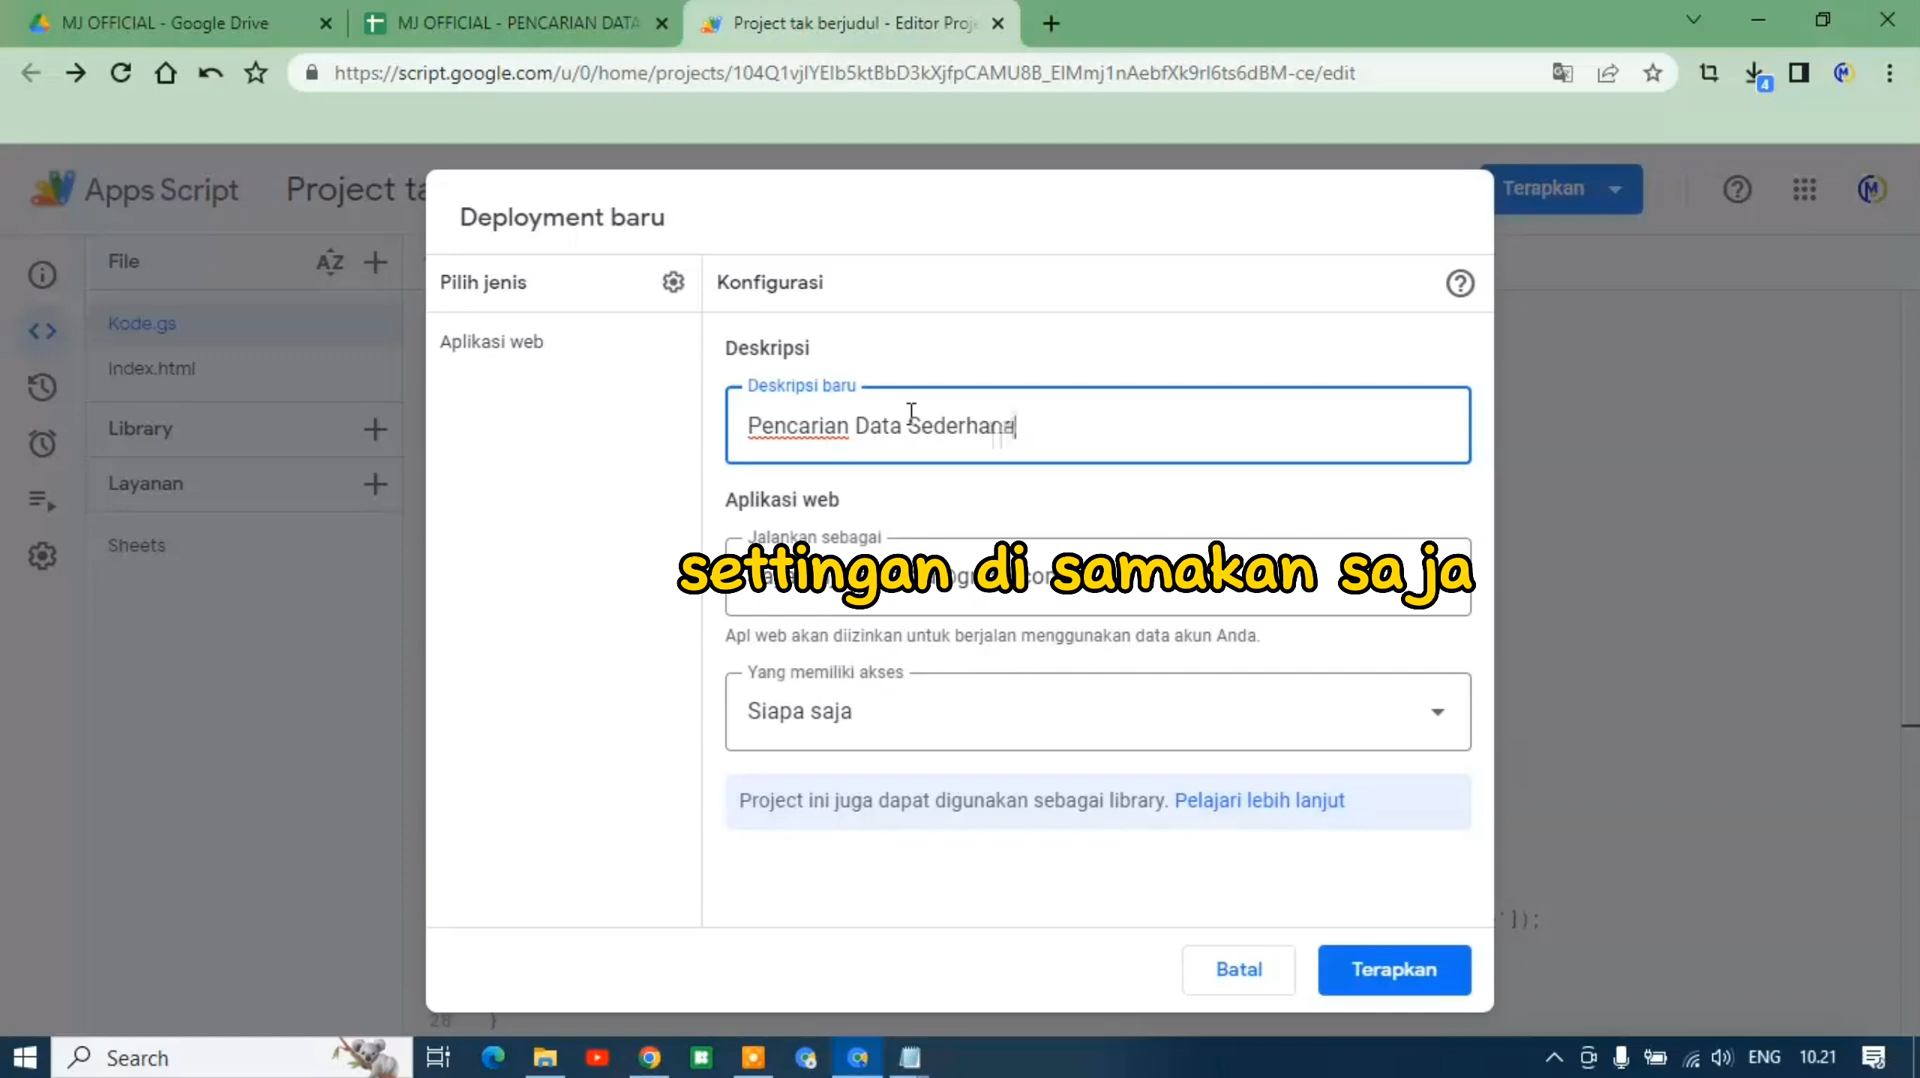 MJ OFFICIAL - Google Drive
MJ OFFICIAL - PENCARIAN DATA
Project tak berjudul - Editor Proj
https://script.google.com/u/0/home/projects/104Q1vjlYElb5ktBbD3kXjfpCAMU8B_ElMmj1nAebfXk9rl6ts6dBM-ce/edit
4
Apps Script
Project ta
Terapkan
File
AZ
Kode.gs
Index.html
Library
Layanan
Sheets
Deployment baru
Pilih jenis
Konfigurasi
Aplikasi web
Deskripsi
Deskripsi baru
Pencarian Data Sederhana
Aplikasi web
Jalankan sebagai
settingan di samakan saja
Apl web akan diizinkan untuk berjalan menggunakan data akun Anda.
Yang memiliki akses
Siapa saja
Project ini juga dapat digunakan sebagai library. Pelajari lebih lanjut
']);
Batal
Terapkan
28 }
Search
ENG
10.21